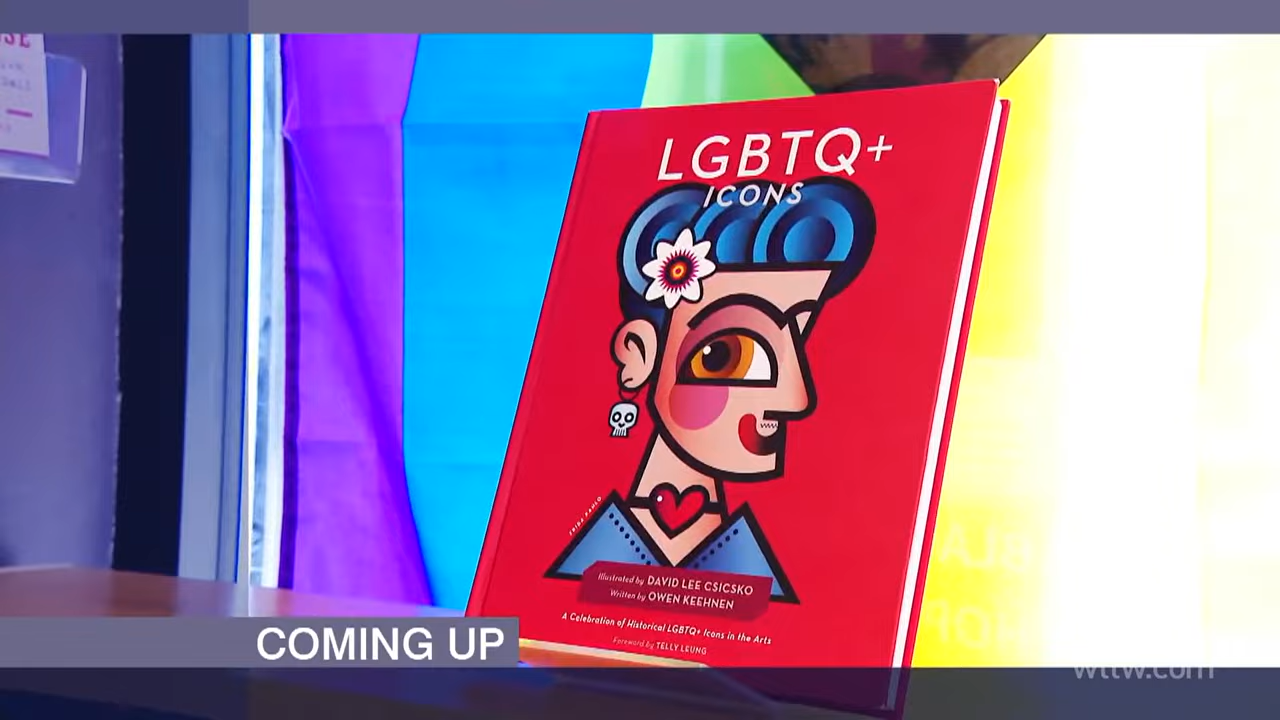 LGBTQ+
ICONS
FRIDA KAHLO
Illustrated by DAVID LEE CSICSKO
Written by OWEN KEEHNEN
A Celebration of Historical LGBTQ+ Icons in the Arts
Foreword by TELLY LEUNG
COMING UP
wttw.com